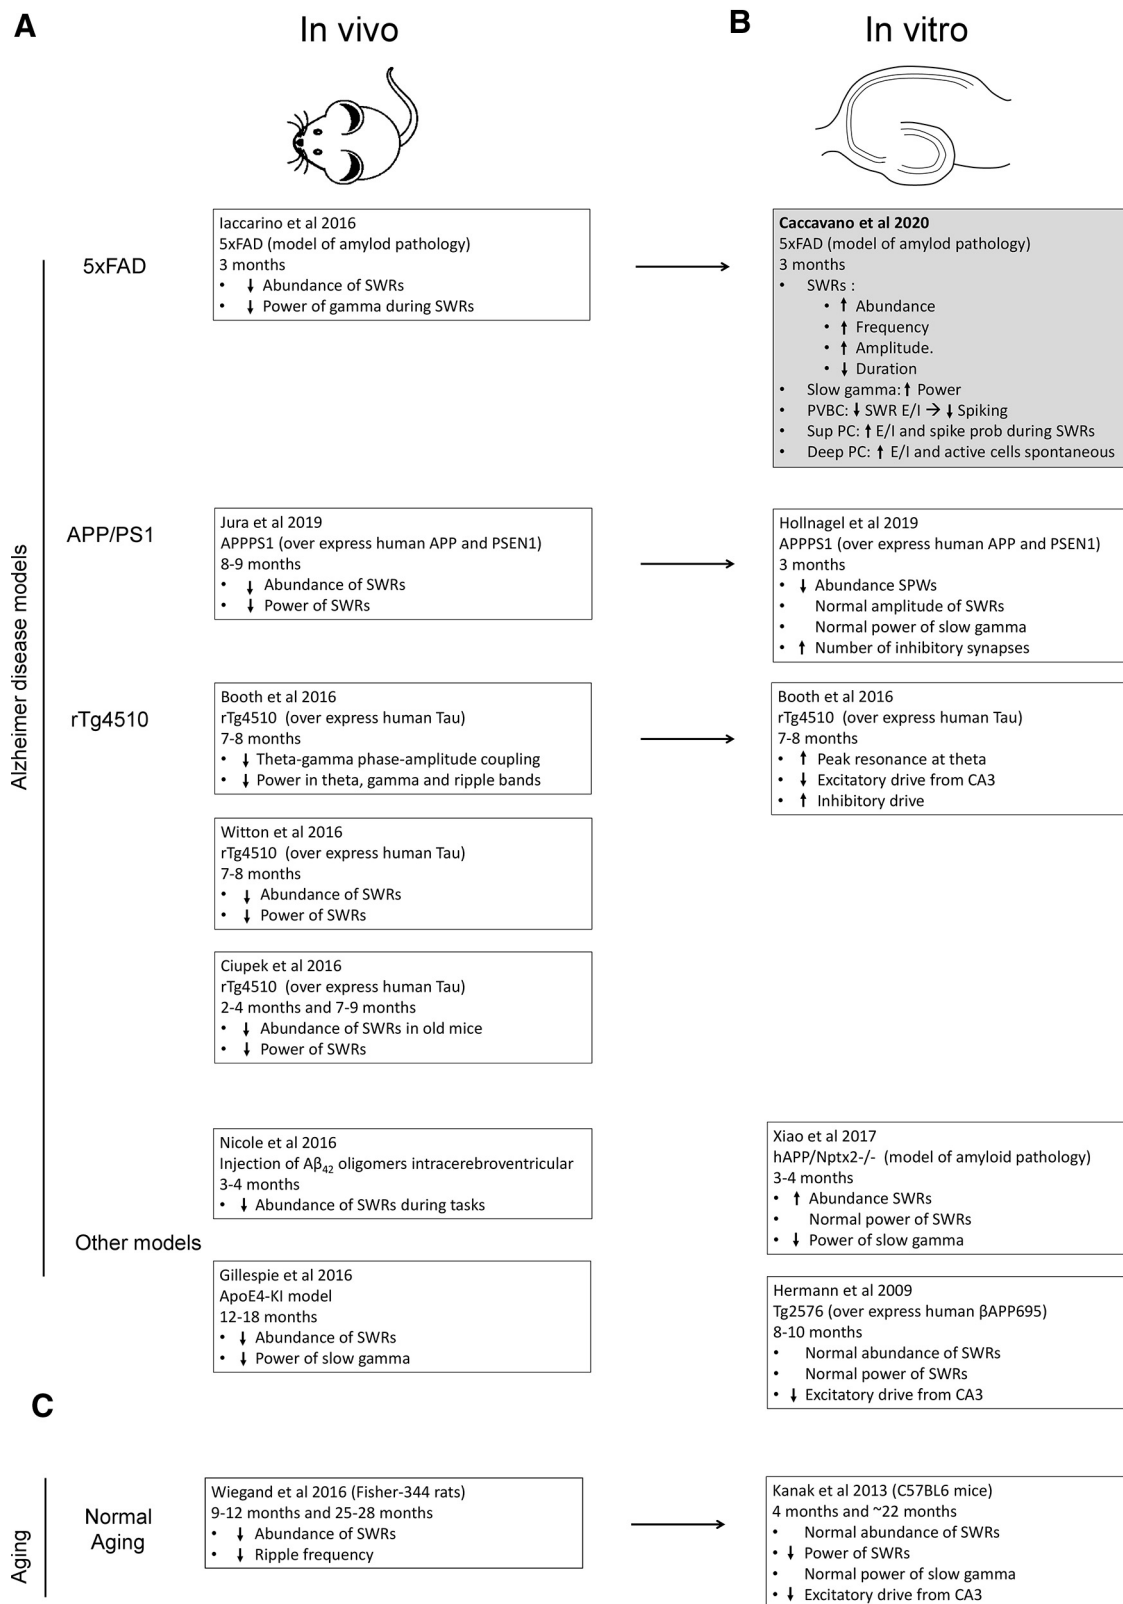 A
In vivo
B
In vitro
Alzheimer disease models
5xFAD
Iaccarino et al 2016
5xFAD (model of amylod pathology)
3 months
• ↓ Abundance of SWRs
• ↓ Power of gamma during SWRs
Caccavano et al 2020
5xFAD (model of amylod pathology)
3 months
• SWRs :
• ↑ Abundance
• ↑ Frequency
• ↑ Amplitude.
• ↓ Duration
• Slow gamma: ↑ Power
• PVBC: ↓ SWR E/I → ↓ Spiking
• Sup PC: ↑ E/I and spike prob during SWRs
• Deep PC: ↑ E/I and active cells spontaneous
APP/PS1
Jura et al 2019
APPPS1 (over express human APP and PSEN1)
8-9 months
• ↓ Abundance of SWRs
• ↓ Power of SWRs
Hollnagel et al 2019
APPPS1 (over express human APP and PSEN1)
3 months
• ↓ Abundance SPWs
• Normal amplitude of SWRs
• Normal power of slow gamma
• ↑ Number of inhibitory synapses
rTg4510
Booth et al 2016
rTg4510 (over express human Tau)
7-8 months
• ↓ Theta-gamma phase-amplitude coupling
• ↓ Power in theta, gamma and ripple bands
Booth et al 2016
rTg4510 (over express human Tau)
7-8 months
• ↑ Peak resonance at theta
• ↓ Excitatory drive from CA3
• ↑ Inhibitory drive
Witton et al 2016
rTg4510 (over express human Tau)
7-8 months
• ↓ Abundance of SWRs
• ↓ Power of SWRs
Ciupek et al 2016
rTg4510 (over express human Tau)
2-4 months and 7-9 months
• ↓ Abundance of SWRs in old mice
• ↓ Power of SWRs
Other models
Nicole et al 2016
Injection of Aβ42 oligomers intracerebroventricular
3-4 months
• ↓ Abundance of SWRs during tasks
Xiao et al 2017
hAPP/Nptx2-/- (model of amyloid pathology)
3-4 months
• ↑ Abundance SWRs
• Normal power of SWRs
• ↓ Power of slow gamma
Gillespie et al 2016
ApoE4-KI model
12-18 months
• ↓ Abundance of SWRs
• ↓ Power of slow gamma
Hermann et al 2009
Tg2576 (over express human βAPP695)
8-10 months
• Normal abundance of SWRs
• Normal power of SWRs
• ↓ Excitatory drive from CA3
C
Aging
Normal
Aging
Wiegand et al 2016 (Fisher-344 rats)
9-12 months and 25-28 months
• ↓ Abundance of SWRs
• ↓ Ripple frequency
Kanak et al 2013 (C57BL6 mice)
4 months and ~22 months
• Normal abundance of SWRs
• ↓ Power of SWRs
• Normal power of slow gamma
• ↓ Excitatory drive from CA3